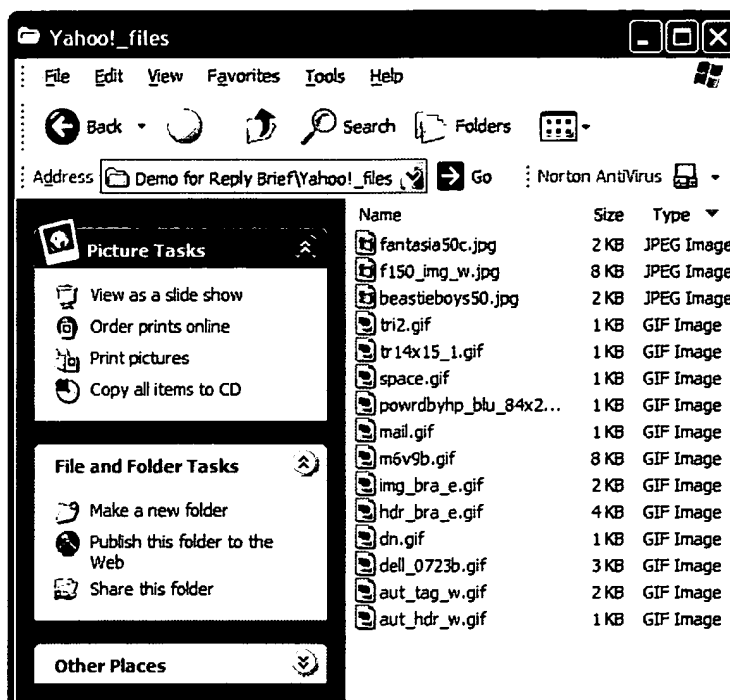 Yahoo!_files
File Edit View Favorites Tools Help
Back Search Folders
Address Demo for Reply Brief\Yahoo!_files Go Norton AntiVirus
Name Size Type
Picture Tasks
View as a slide show
Order prints online
Print pictures
Copy all items to CD
File and Folder Tasks
Make a new folder
Publish this folder to the
Web
Share this folder
Other Places
fantasia50c.jpg 2 KB JPEG Image
f150_img_w.jpg 8 KB JPEG Image
beastieboys50.jpg 2 KB JPEG Image
tri2.gif 1 KB GIF Image
tr14x15_1.gif 1 KB GIF Image
space.gif 1 KB GIF Image
powrdbyhp_blu_84x2... 1 KB GIF Image
mail.gif 1 KB GIF Image
m6v9b.gif 8 KB GIF Image
img_bra_e.gif 2 KB GIF Image
hdr_bra_e.gif 4 KB GIF Image
dn.gif 1 KB GIF Image
dell_0723b.gif 3 KB GIF Image
aut_tag_w.gif 2 KB GIF Image
aut_hdr_w.gif 1 KB GIF Image